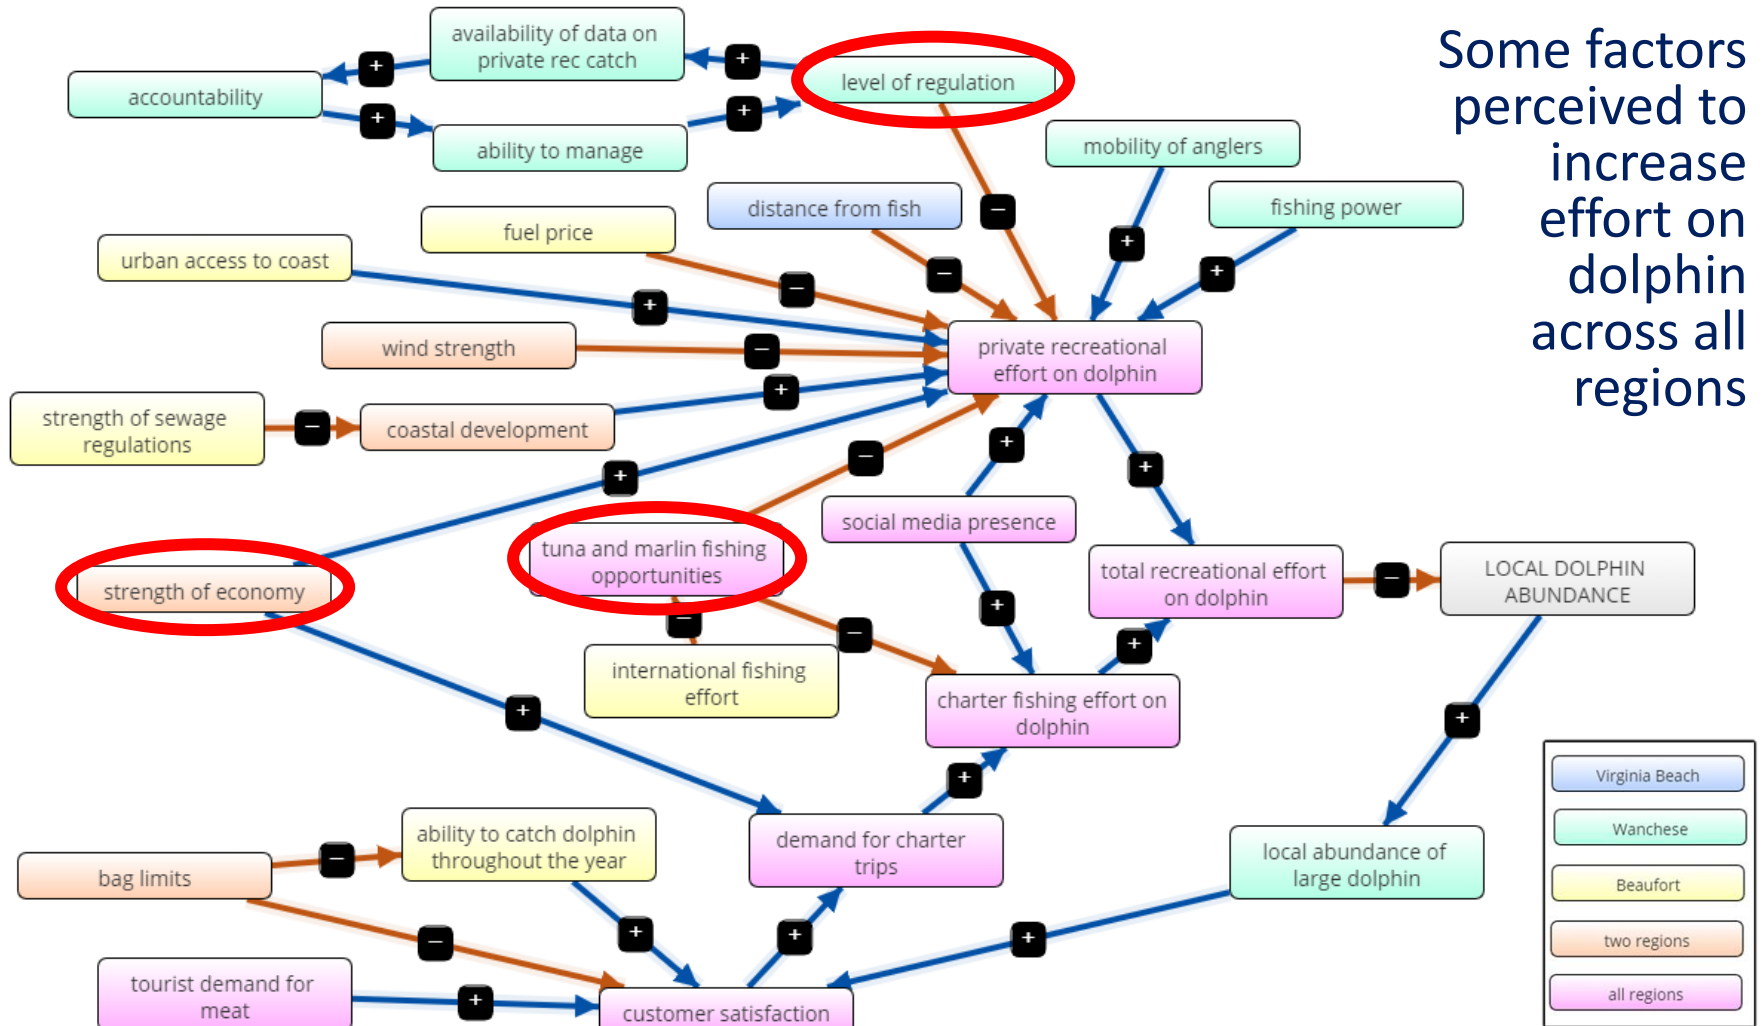 Some factors
perceived to
increase
effort on
dolphin
across all
regions
availability of data on
private rec catch
+
+
accountability
level of regulation
+
+
ability to manage
mobility of anglers
distance from fish
−
fishing power
fuel price
+
urban access to coast
−
+
−
+
wind strength
−
private recreational
effort on dolphin
+
strength of sewage
regulations
−
coastal development
−
+
+
+
social media presence
tuna and marlin fishing
opportunities
strength of economy
total recreational effort
on dolphin
−
LOCAL DOLPHIN
ABUNDANCE
+
−
−
+
international fishing
effort
charter fishing effort on
dolphin
+
+
+
ability to catch dolphin
throughout the year
demand for charter
trips
local abundance of
large dolphin
bag limits
−
−
+
+
+
tourist demand for
meat
+
customer satisfaction
Virginia Beach
Wanchese
Beaufort
two regions
all regions